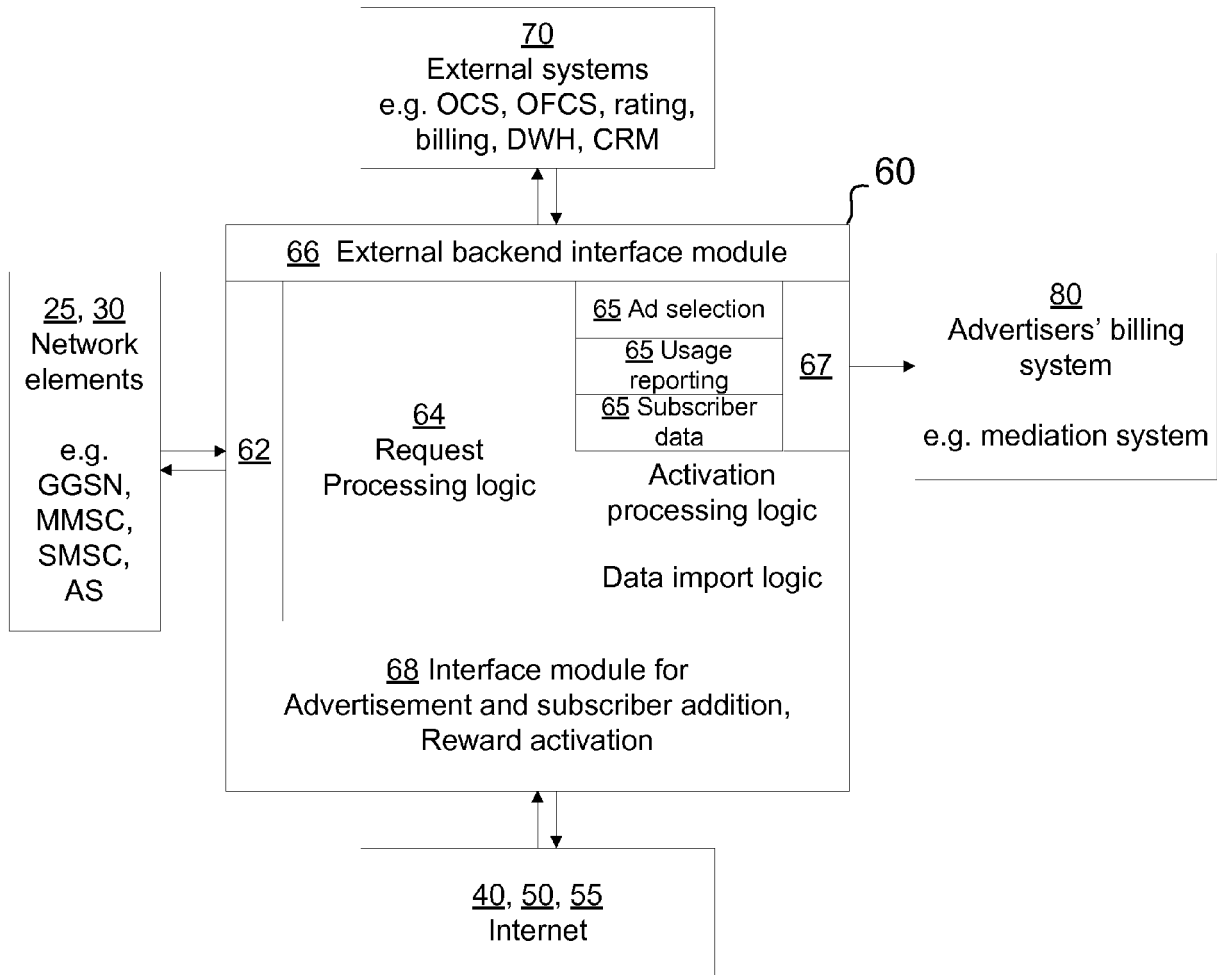 70
External systems
e.g. OCS, OFCS, rating,
billing, DWH, CRM
60
66 External backend interface module
25, 30
Network
elements
e.g.
GGSN,
MMSC,
SMSC,
AS
62
64
Request
Processing logic
65 Ad selection
65 Usage
reporting
65 Subscriber
data
67
Activation
processing logic
Data import logic
80
Advertisers’ billing
system
e.g. mediation system
68 Interface module for
Advertisement and subscriber addition,
Reward activation
40, 50, 55
Internet